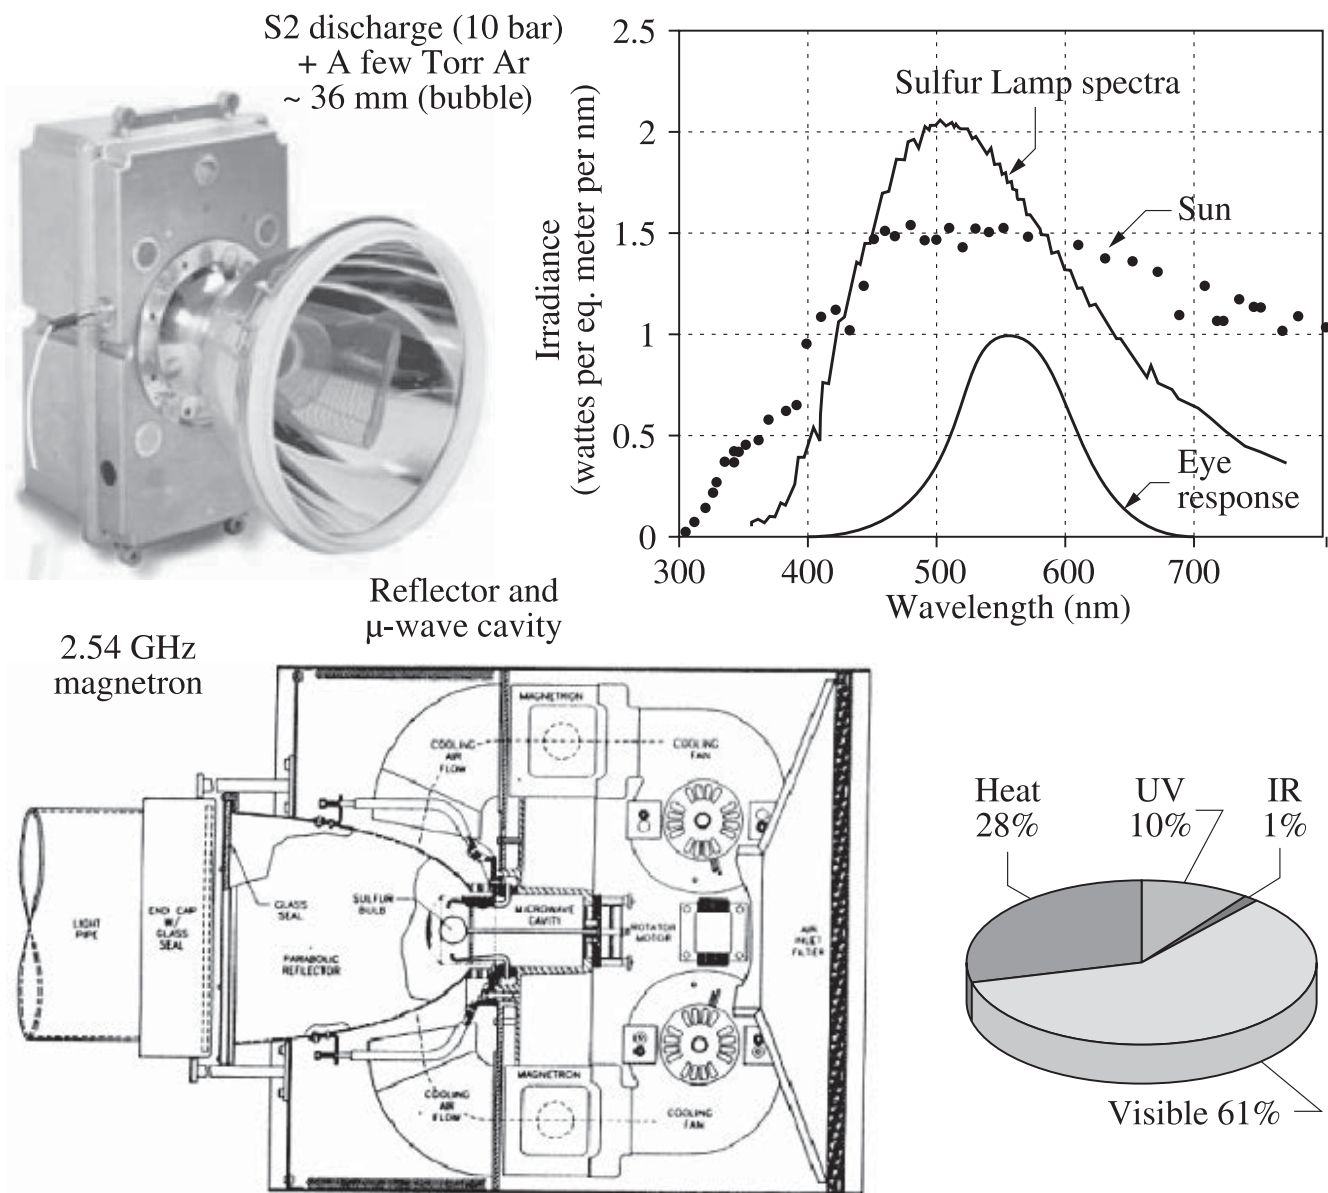 S2 discharge (10 bar)
+ A few Torr Ar
~ 36 mm (bubble)
Reflector and
μ-wave cavity
2.54 GHz
magnetron
Irradiance
(wattes per eq. meter per nm)
2.5
2
1.5
1
0.5
0
300
400
500
600
700
Wavelength (nm)
Sulfur Lamp spectra
Sun
Eye
response
MAGNETRON
COOLING
AIR
FLOW
COOLING
FAN
LIGHT
PIPE
END CAP
W/
GLASS
SEAL
GLASS
SEAL
SULFUR
BULB
PARABOLIC
REFLECTOR
MICROWAVE
CAVITY
ROTATOR
MOTOR
AIR
INLET
FILTER
MAGNETRON
COOLING
AIR
FLOW
COOLING
FAN
Heat
28%
UV
10%
IR
1%
Visible 61%